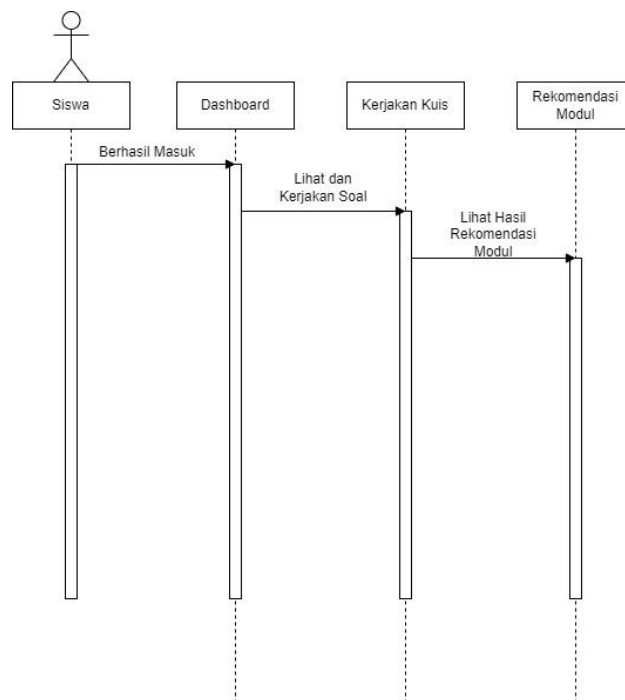 Siswa
Dashboard
Kerjakan Kuis
Rekomendasi
Modul
Berhasil Masuk
Lihat dan
Kerjakan Soal
Lihat Hasil
Rekomendasi
Modul